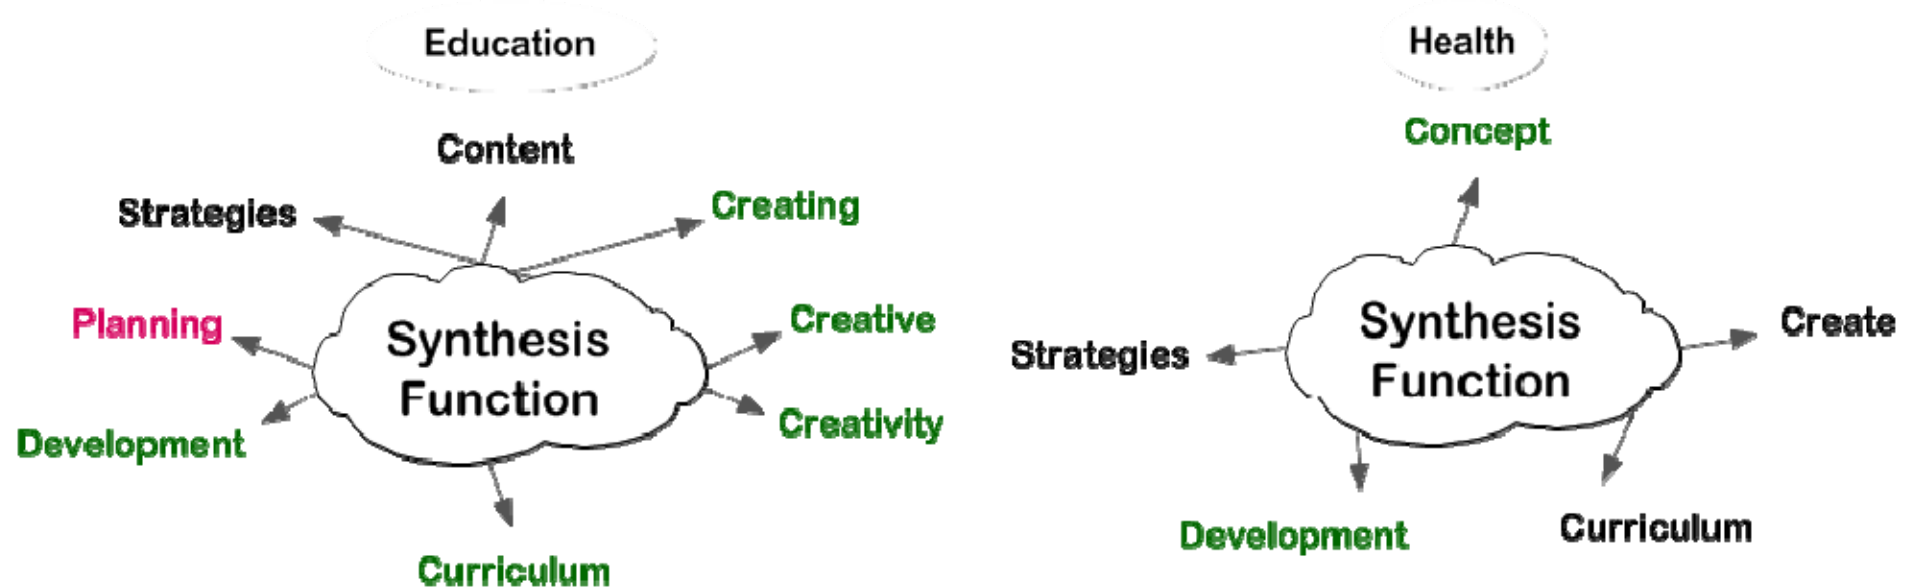 Education
Content
Strategies
Creating
Planning
Synthesis
Function
Creative
Creativity
Development
Curriculum
Health
Concept
Synthesis
Function
Create
Strategies
Development
Curriculum